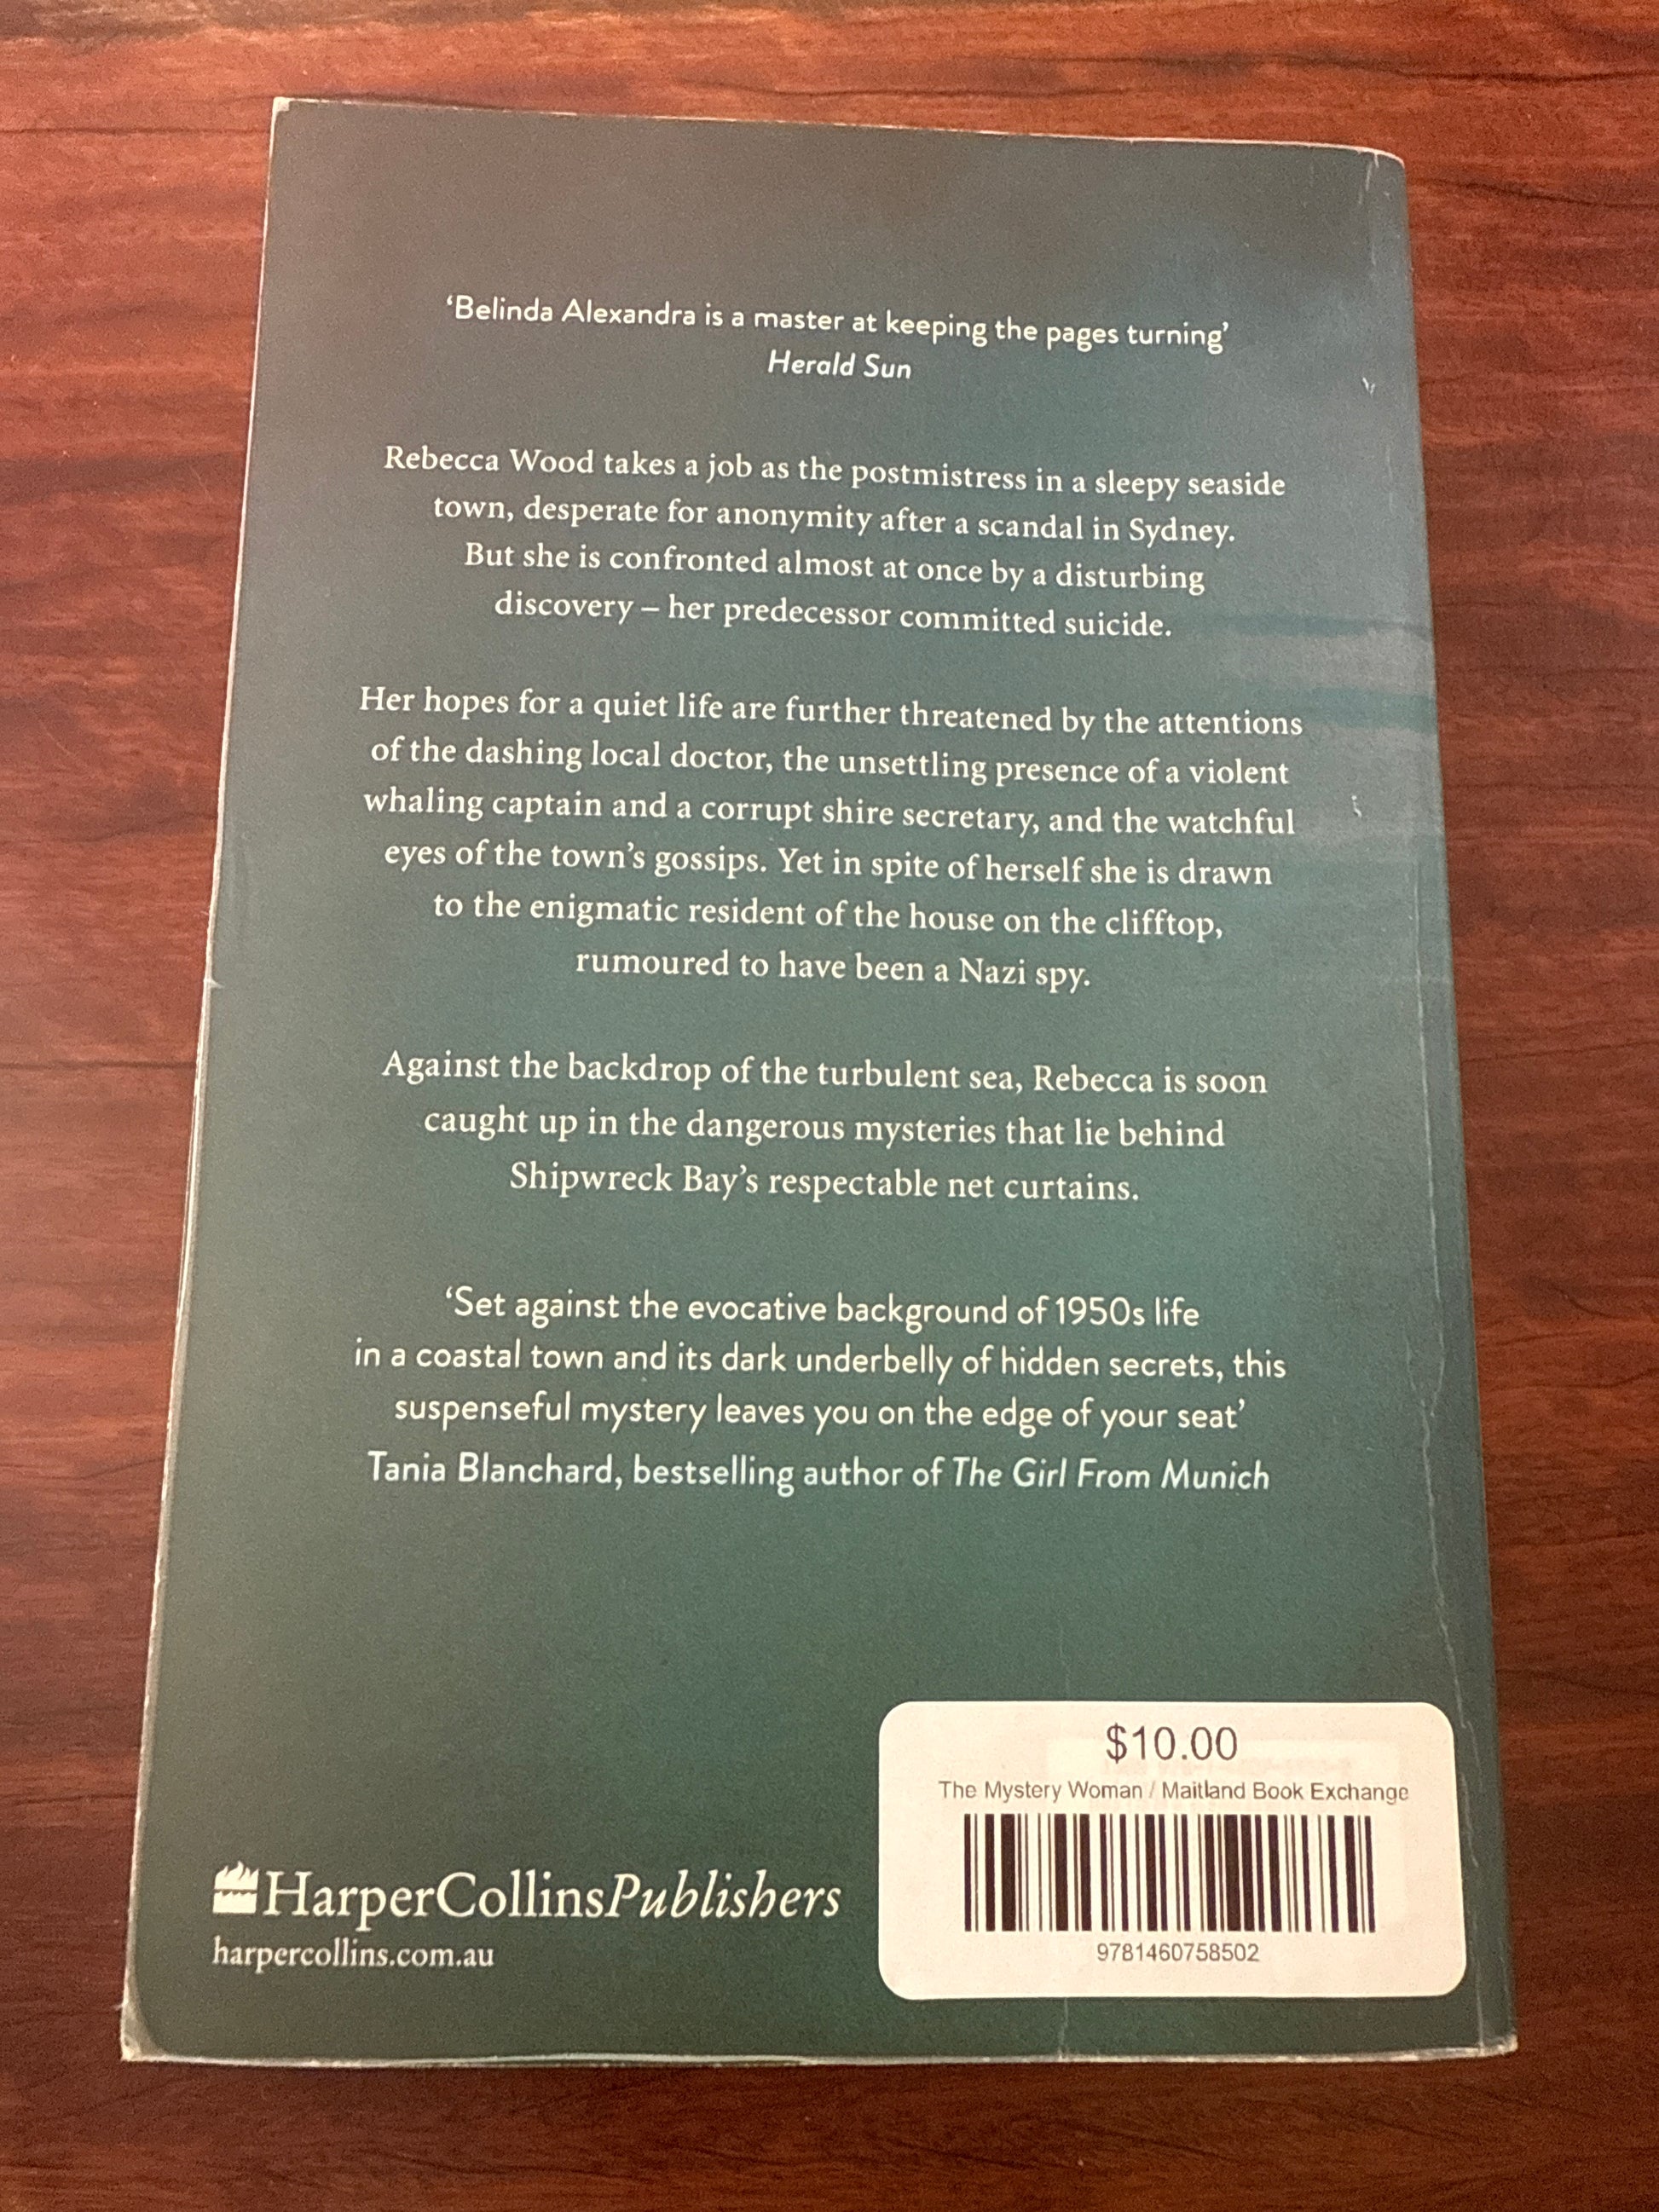 ‘Belinda Alexandra is a master at keeping the pages turning’
Herald Sun
Rebecca Wood takes a job as the postmistress in a sleepy seaside
town, desperate for anonymity after a scandal in Sydney.
But she is confronted almost at once by a disturbing
discovery – her predecessor committed suicide.
Her hopes for a quiet life are further threatened by the attentions
of the dashing local doctor, the unsettling presence of a violent
whaling captain and a corrupt shire secretary, and the watchful
eyes of the town’s gossips. Yet in spite of herself she is drawn
to the enigmatic resident of the house on the clifftop,
rumoured to have been a Nazi spy.
Against the backdrop of the turbulent sea, Rebecca is soon
caught up in the dangerous mysteries that lie behind
Shipwreck Bay’s respectable net curtains.
‘Set against the evocative background of 1950s life
in a coastal town and its dark underbelly of hidden secrets, this
suspenseful mystery leaves you on the edge of your seat’
Tania Blanchard, bestselling author of The Girl From Munich
$10.00
The Mystery Woman / Maitland Book Exchange
9781460758502
HarperCollinsPublishers
harpercollins.com.au